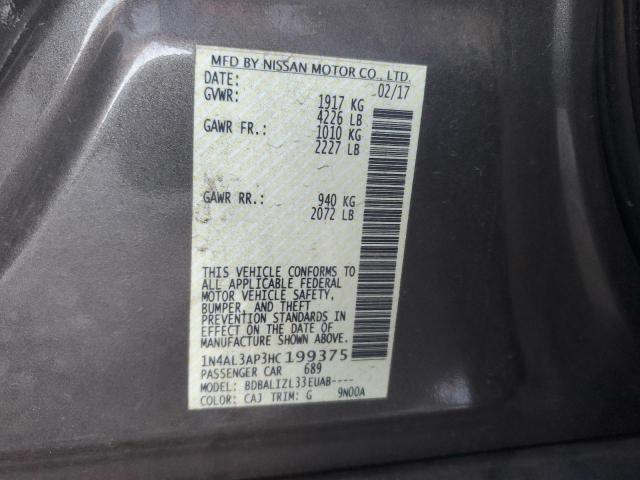 MFD BY NISSAN MOTOR CO., LTD.
DATE: 02/17
GVWR: 1917 KG
4226 LB
GAWR FR.: 1010 KG
2227 LB
GAWR RR.: 940 KG
2072 LB
THIS VEHICLE CONFORMS TO
ALL APPLICABLE FEDERAL
MOTOR VEHICLE SAFETY,
BUMPER, AND THEFT
PREVENTION STANDARDS IN
EFFECT ON THE DATE OF
MANUFACTURE SHOWN ABOVE.
1N4AL3AP3HC199375
PASSENGER CAR 689
MODEL: BDBALIZL33EUAB----
COLOR: CAJ TRIM: G 9N00A